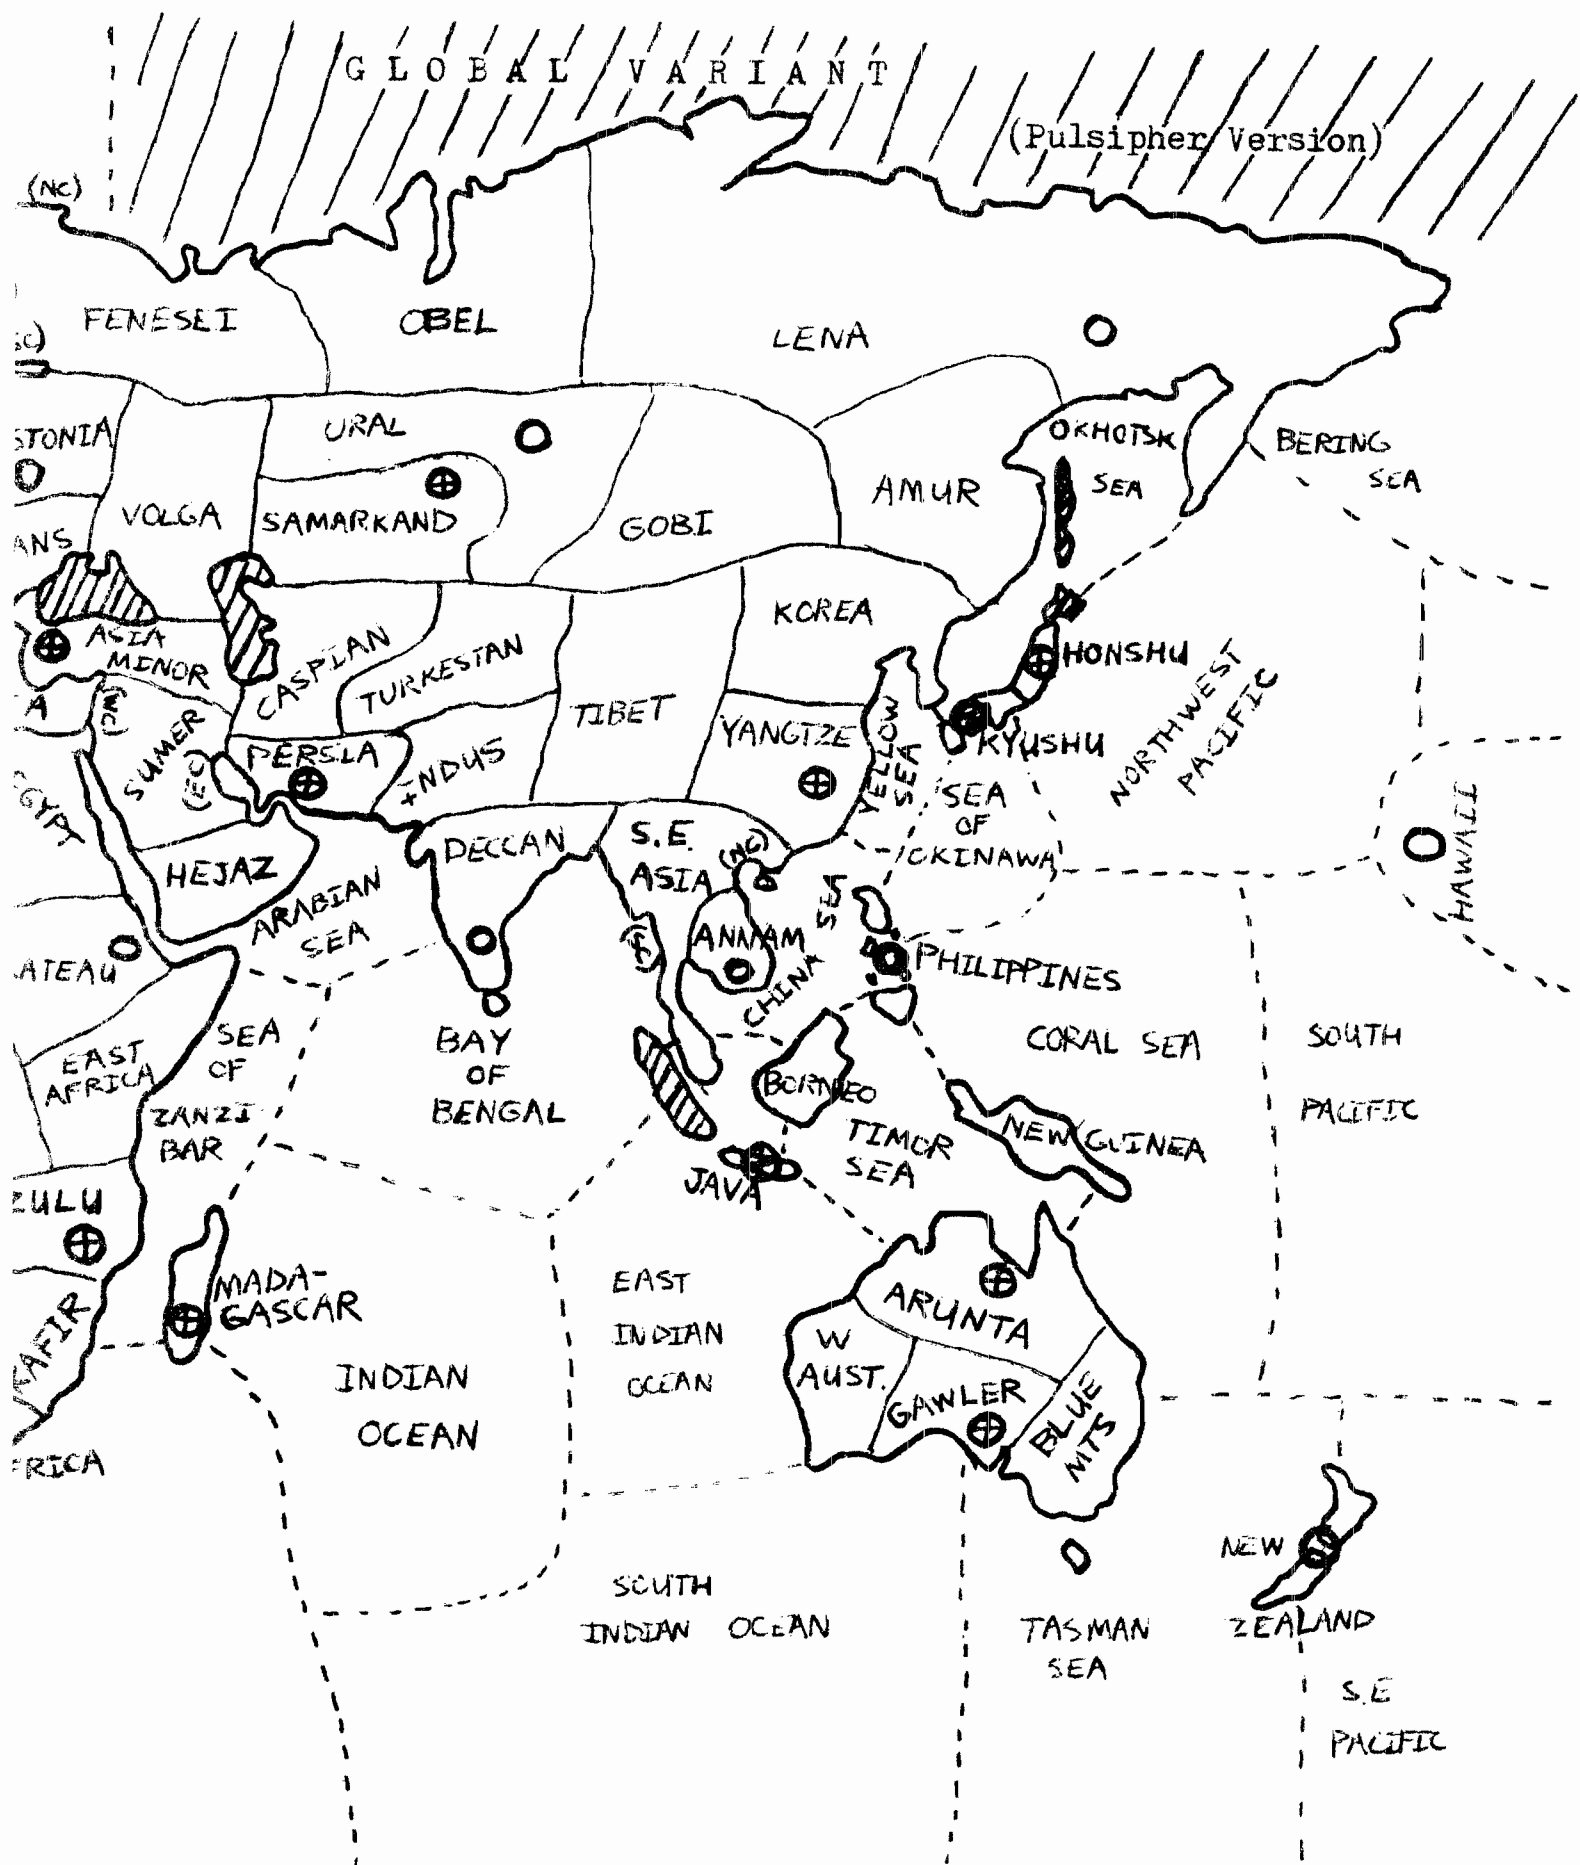 GLOBAL VARIANT
(Pulsipher Version)
(NC)
FENESEI
OBEL
LENA
SC)
STONIA
URAL
OKHOTSK
SEA
BERING
SEA
VOLGA
SAMARKAND
GOBI
AMUR
ANS
ASIA
MINOR
CASPIAN
TURKESTAN
KOREA
HONSHU
A
(WC)
SUMER
(EC)
PERSIA
INDUS
TIBET
YANGTZE
YELLOW
SEA
KYUSHU
NORTHWEST
PACIFIC
SEA
OF
OKINAWA
HAWAII
GYPT
HEJAZ
ARABIAN
SEA
DECCAN
S.E.
ASIA
(NC)
ANNAM
CHINA SEA
PHILIPPINES
ATEAU
EAST
AFRICA
SEA
OF
ZANZI
BAR
BAY
OF
BENGAL
BORNEO
CORAL SEA
SOUTH
PACIFIC
TIMOR
SEA
NEW GUINEA
JAVA
ZULU
MADA-
GASCAR
AFIR
FRICA
INDIAN
OCEAN
EAST
INDIAN
OCEAN
ARUNTA
W
AUST.
GAWLER
BLUE
MTS
SOUTH
INDIAN OCEAN
TASMAN
SEA
NEW
ZEALAND
S.E
PACIFIC